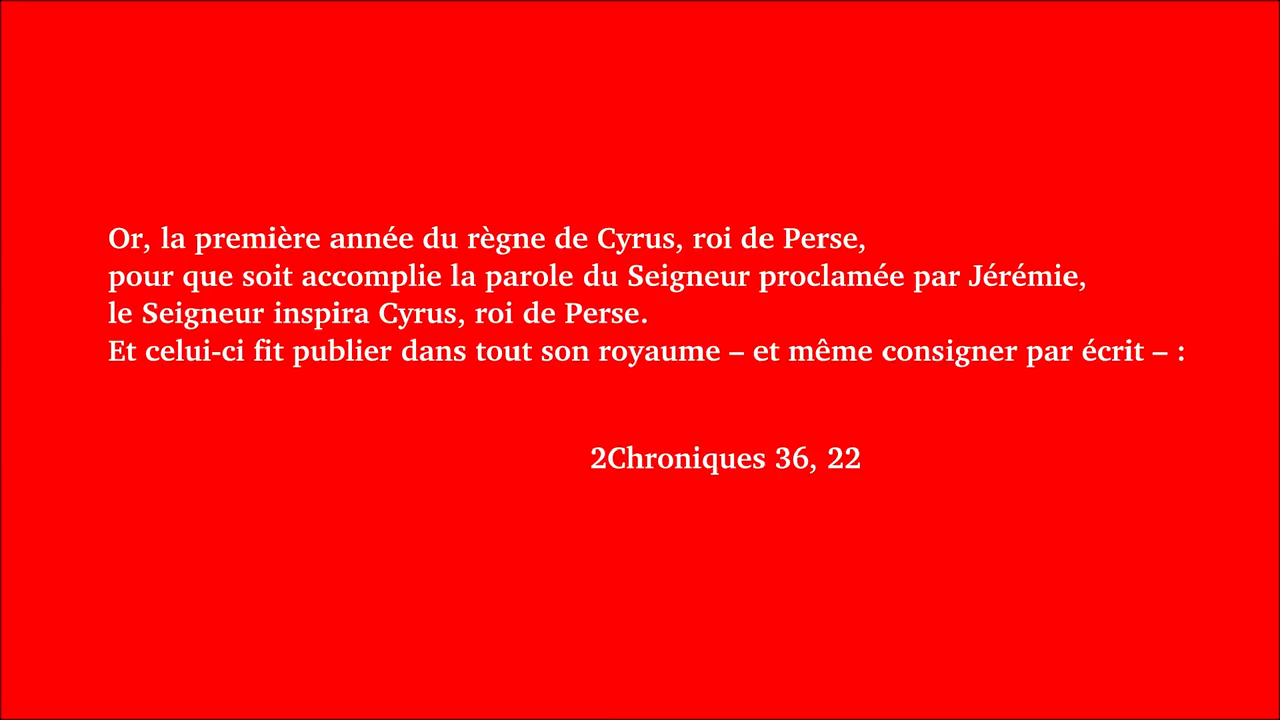 Or, la première année du règne de Cyrus, roi de Perse,
pour que soit accomplie la parole du Seigneur proclamée par Jérémie,
le Seigneur inspira Cyrus, roi de Perse.
Et celui-ci fit publier dans tout son royaume – et même consigner par écrit – :
2Chroniques 36, 22